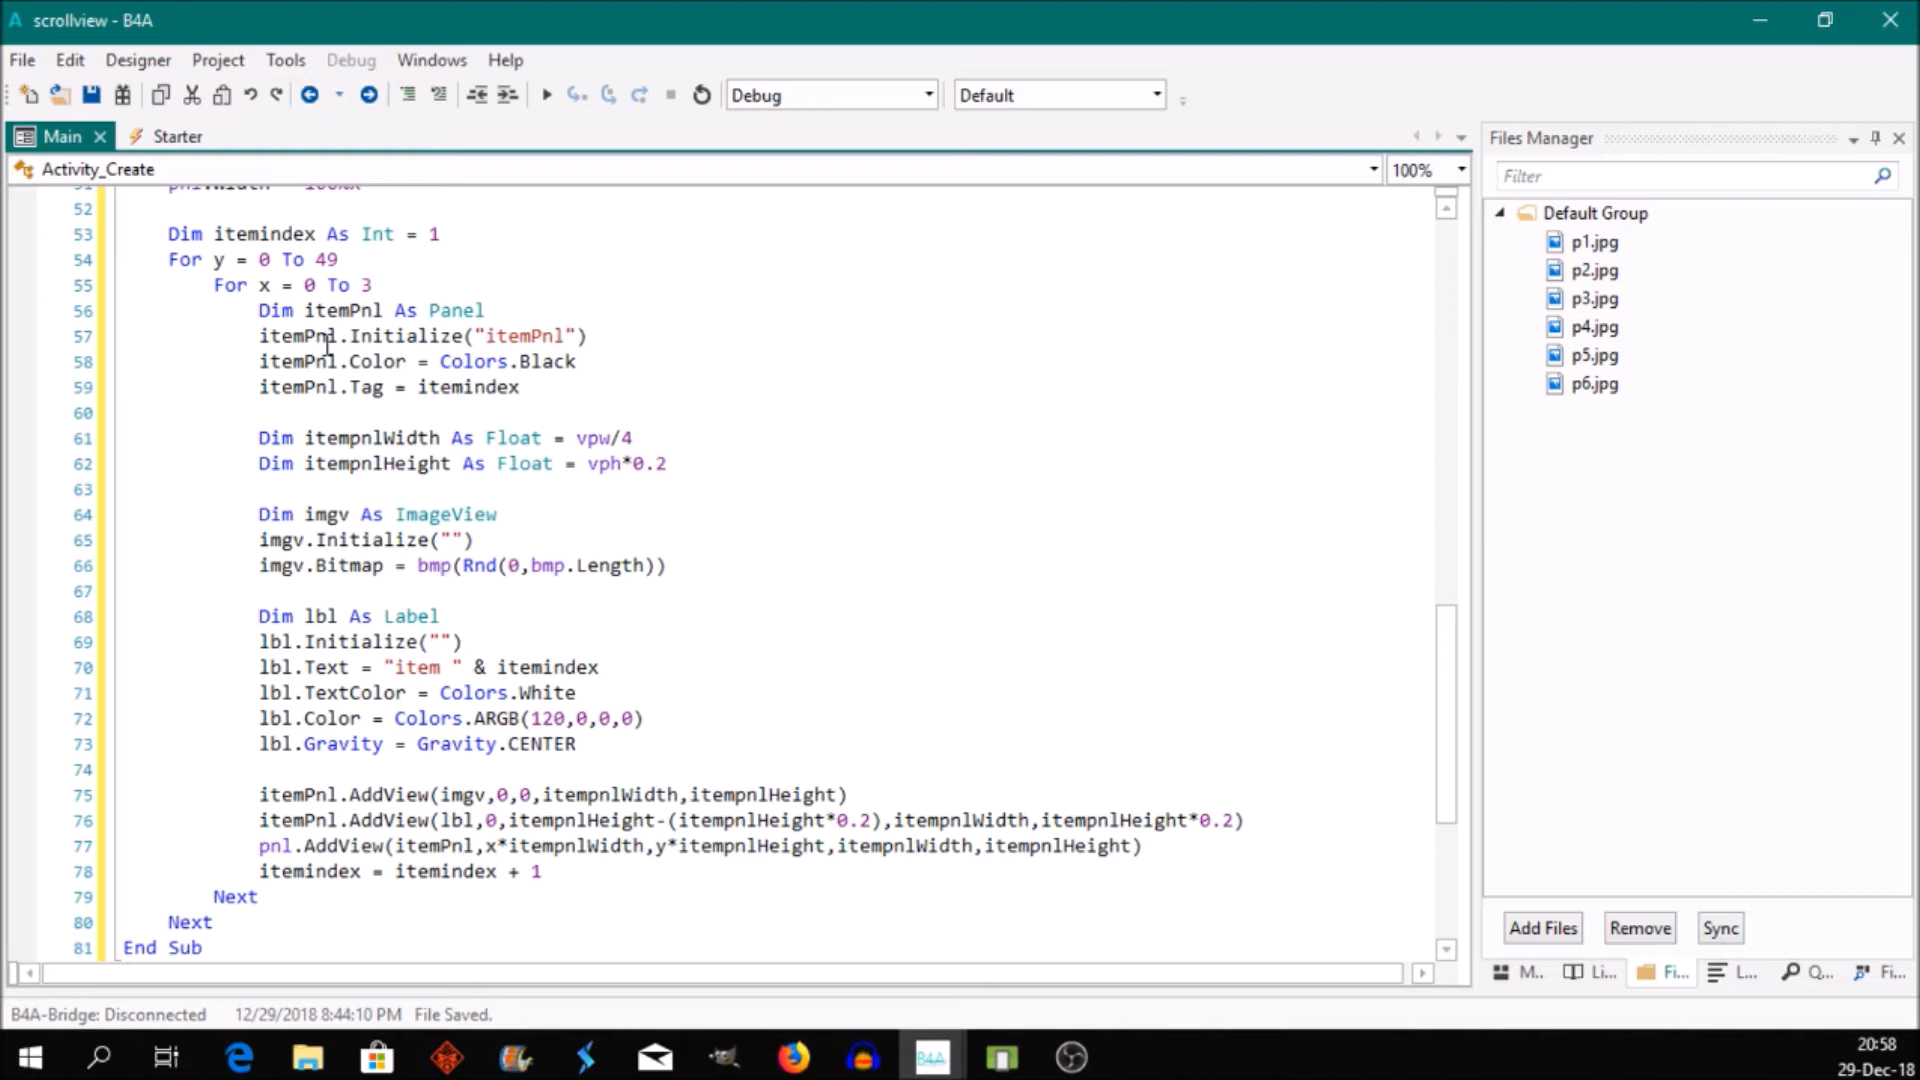 scrollview - B4A
File Edit Designer Project Tools Debug Windows Help
Debug Default
Main Starter
Activity_Create 100%
52
53 Dim itemindex As Int = 1
54 For y = 0 To 49
55 For x = 0 To 3
56 Dim itemPnl As Panel
57 itemPnl.Initialize("itemPnl")
58 itemPnl.Color = Colors.Black
59 itemPnl.Tag = itemindex
60
61 Dim itempnlWidth As Float = vpw/4
62 Dim itempnlHeight As Float = vph*0.2
63
64 Dim imgv As ImageView
65 imgv.Initialize("")
66 imgv.Bitmap = bmp(Rnd(0,bmp.Length))
67
68 Dim lbl As Label
69 lbl.Initialize("")
70 lbl.Text = "item " & itemindex
71 lbl.TextColor = Colors.White
72 lbl.Color = Colors.ARGB(120,0,0,0)
73 lbl.Gravity = Gravity.CENTER
74
75 itemPnl.AddView(imgv,0,0,itempnlWidth,itempnlHeight)
76 itemPnl.AddView(lbl,0,itempnlHeight-(itempnlHeight*0.2),itempnlWidth,itempnlHeight*0.2)
77 pnl.AddView(itemPnl,x*itempnlWidth,y*itempnlHeight,itempnlWidth,itempnlHeight)
78 itemindex = itemindex + 1
79 Next
80 Next
81 End Sub
Files Manager
Filter
Default Group
p1.jpg
p2.jpg
p3.jpg
p4.jpg
p5.jpg
p6.jpg
Add Files Remove Sync
M.. Li... Fi... L... Q... Fi...
B4A-Bridge: Disconnected 12/29/2018 8:44:10 PM File Saved.
B4A
20:58
29-Dec-18